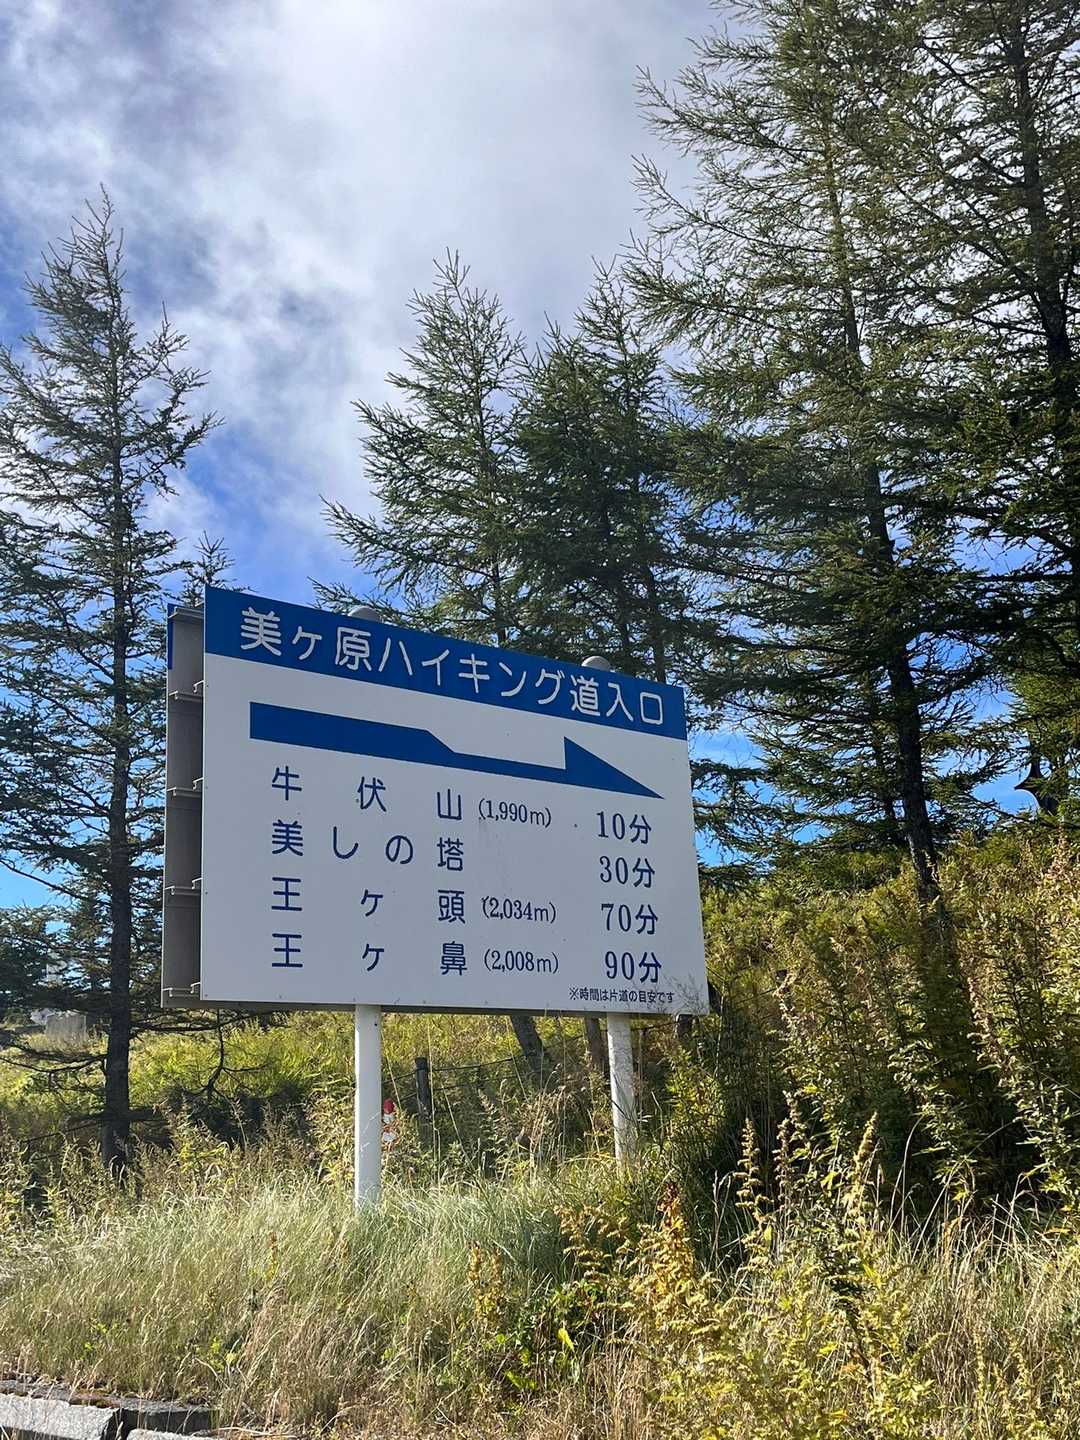 美ヶ原ハイキング道入口
牛伏山(1,990m) 10分
美しの塔 30分
王ヶ頭(2,034m) 70分
王ヶ鼻(2,008m) 90分
※時間は片道の目安です